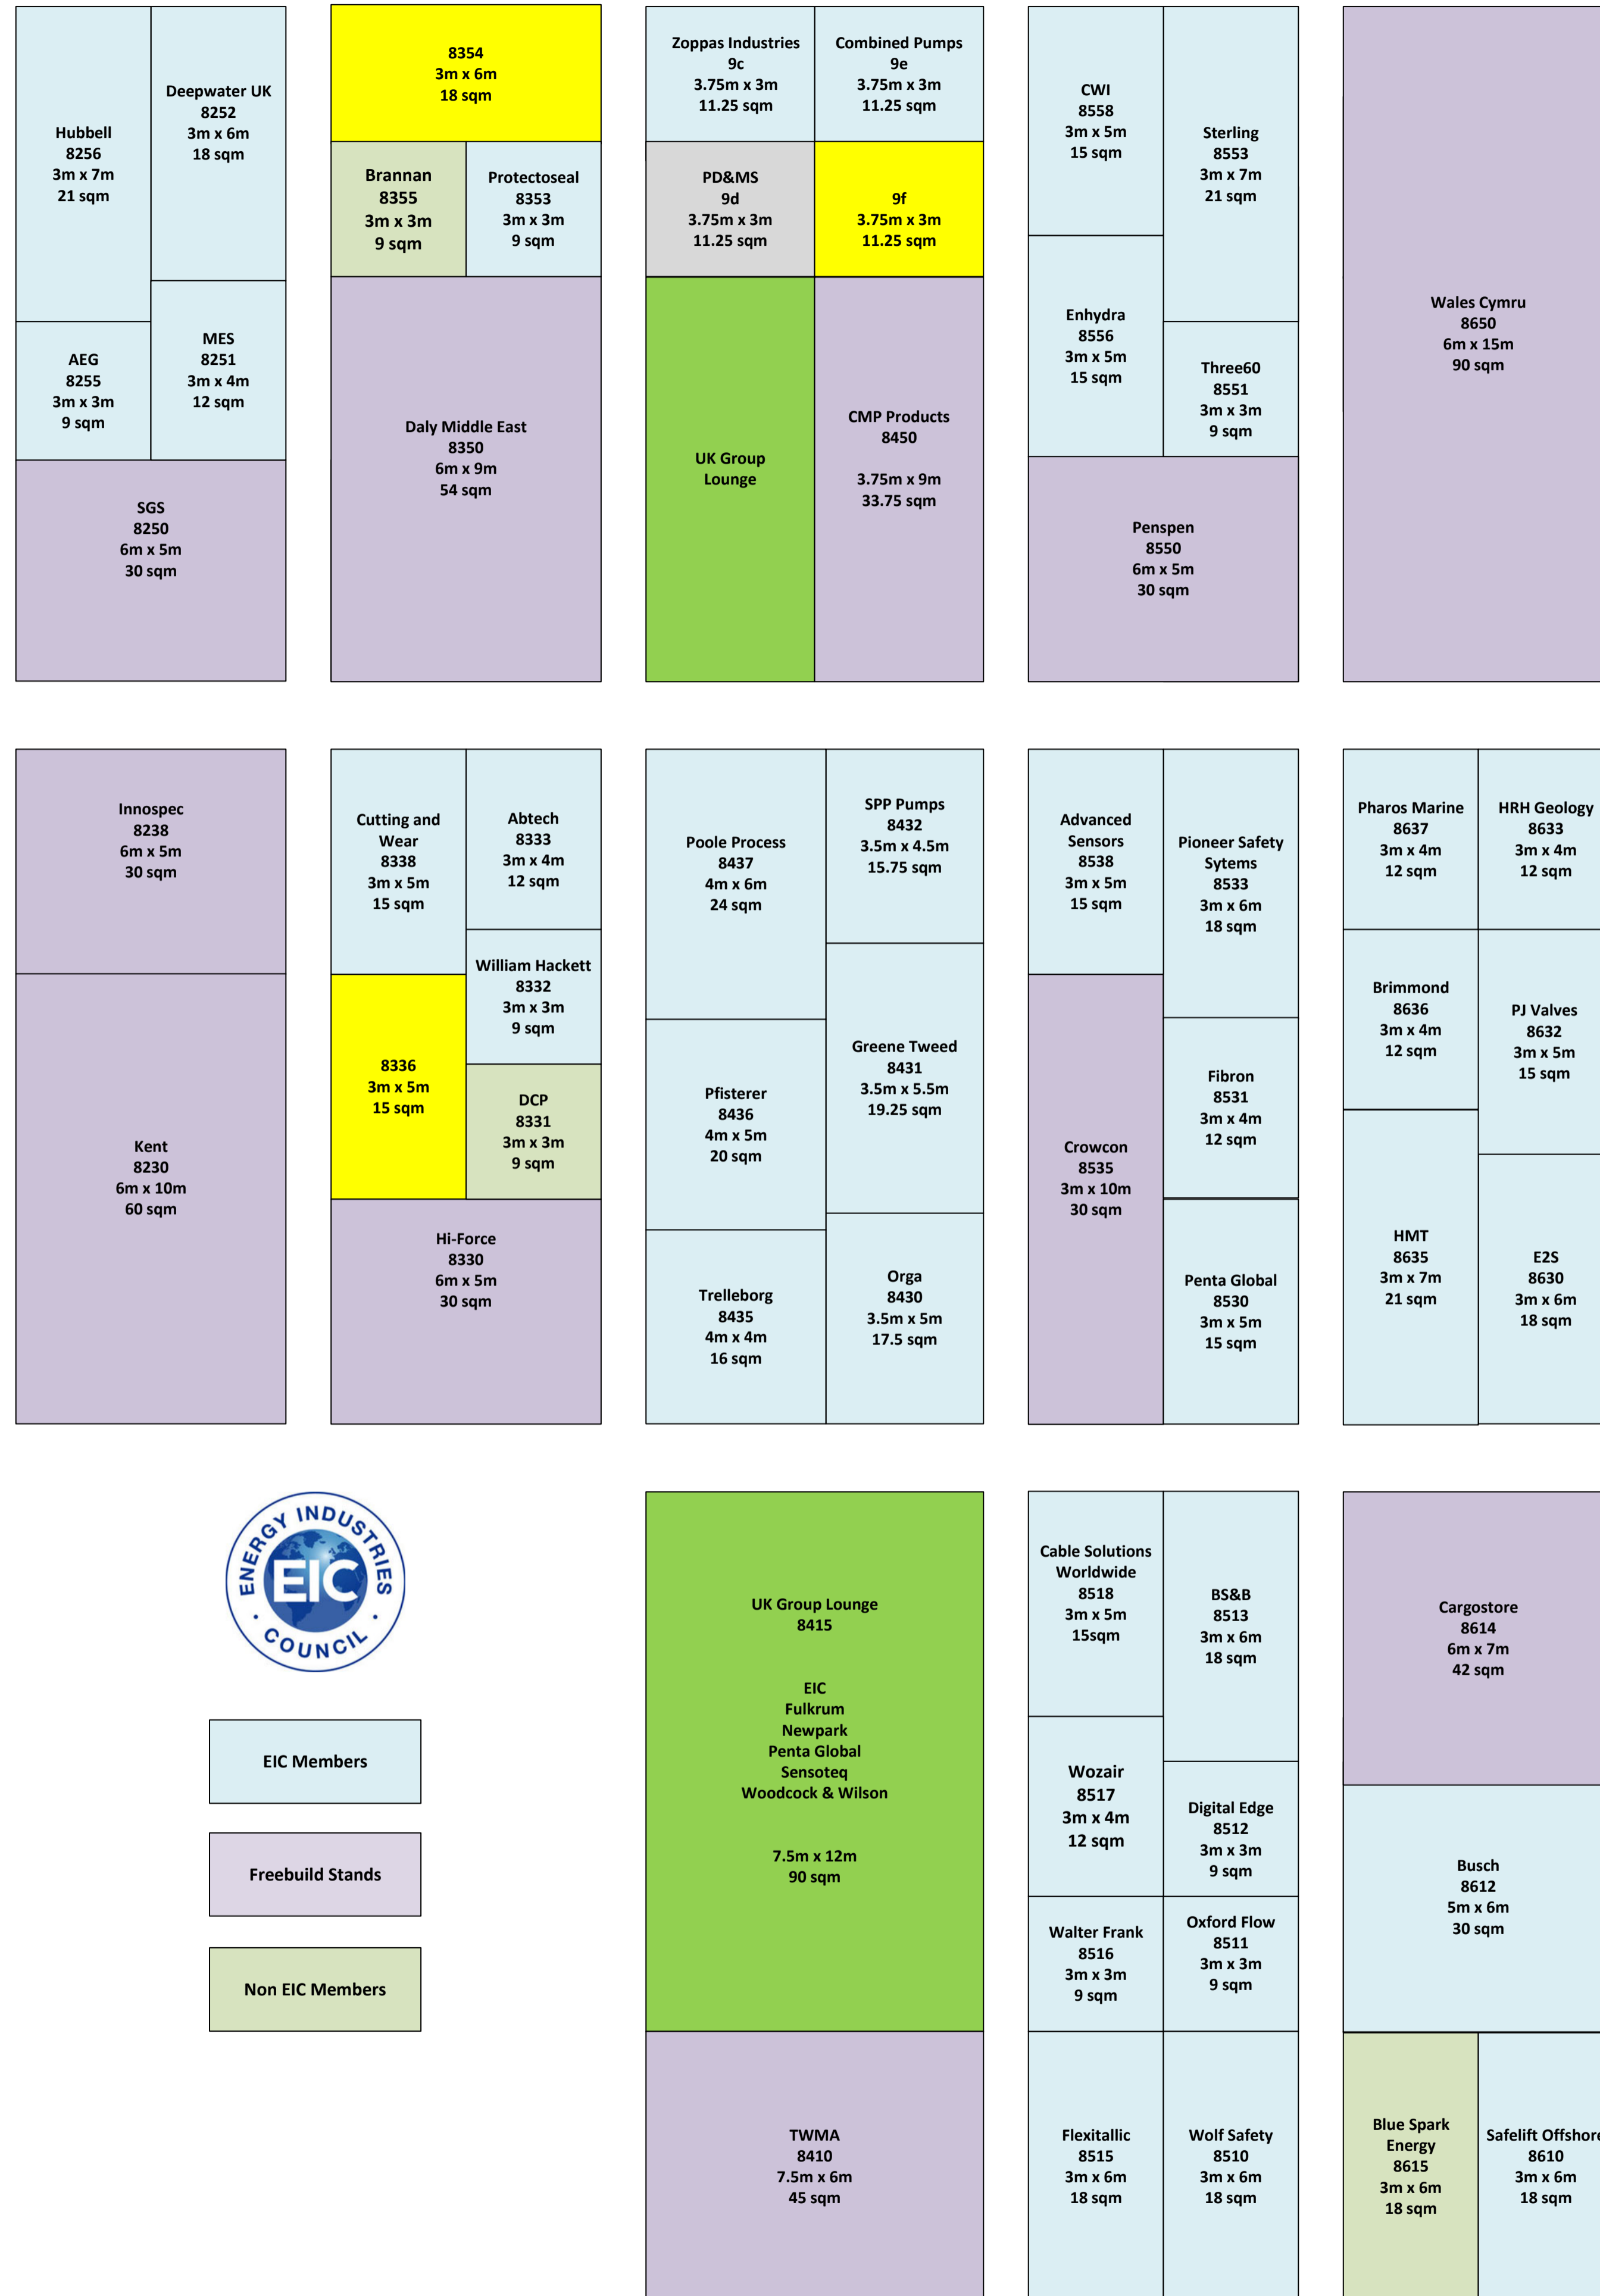 Hubbell
8256
3m x 7m
21 sqm
Deepwater UK
8252
3m x 6m
18 sqm
AEG
8255
3m x 3m
9 sqm
MES
8251
3m x 4m
12 sqm
SGS
8250
6m x 5m
30 sqm
8354
3m x 6m
18 sqm
Brannan
8355
3m x 3m
9 sqm
Protectoseal
8353
3m x 3m
9 sqm
Daly Middle East
8350
6m x 9m
54 sqm
Zoppas Industries
9c
3.75m x 3m
11.25 sqm
Combined Pumps
9e
3.75m x 3m
11.25 sqm
PD&MS
9d
3.75m x 3m
11.25 sqm
9f
3.75m x 3m
11.25 sqm
UK Group
Lounge
CMP Products
8450
3.75m x 9m
33.75 sqm
CWI
8558
3m x 5m
15 sqm
Sterling
8553
3m x 7m
21 sqm
Enhydra
8556
3m x 5m
15 sqm
Three60
8551
3m x 3m
9 sqm
Penspen
8550
6m x 5m
30 sqm
Wales Cymru
8650
6m x 15m
90 sqm
Innospec
8238
6m x 5m
30 sqm
Kent
8230
6m x 10m
60 sqm
Cutting and
Wear
8338
3m x 5m
15 sqm
Abtech
8333
3m x 4m
12 sqm
William Hackett
8332
3m x 3m
9 sqm
8336
3m x 5m
15 sqm
DCP
8331
3m x 3m
9 sqm
Hi-Force
8330
6m x 5m
30 sqm
Poole Process
8437
4m x 6m
24 sqm
SPP Pumps
8432
3.5m x 4.5m
15.75 sqm
Greene Tweed
8431
3.5m x 5.5m
19.25 sqm
Pfisterer
8436
4m x 5m
20 sqm
Trelleborg
8435
4m x 4m
16 sqm
Orga
8430
3.5m x 5m
17.5 sqm
Advanced
Sensors
8538
3m x 5m
15 sqm
Pioneer Safety
Sytems
8533
3m x 6m
18 sqm
Crowcon
8535
3m x 10m
30 sqm
Fibron
8531
3m x 4m
12 sqm
Penta Global
8530
3m x 5m
15 sqm
Pharos Marine
8637
3m x 4m
12 sqm
HRH Geology
8633
3m x 4m
12 sqm
Brimmond
8636
3m x 4m
12 sqm
PJ Valves
8632
3m x 5m
15 sqm
HMT
8635
3m x 7m
21 sqm
E2S
8630
3m x 6m
18 sqm
ENERGY INDUSTRIES
EIC
COUNCIL
EIC Members
Freebuild Stands
Non EIC Members
UK Group Lounge
8415
EIC
Fulkrum
Newpark
Penta Global
Sensoteq
Woodcock & Wilson
7.5m x 12m
90 sqm
TWMA
8410
7.5m x 6m
45 sqm
Cable Solutions
Worldwide
8518
3m x 5m
15sqm
BS&B
8513
3m x 6m
18 sqm
Wozair
8517
3m x 4m
12 sqm
Digital Edge
8512
3m x 3m
9 sqm
Walter Frank
8516
3m x 3m
9 sqm
Oxford Flow
8511
3m x 3m
9 sqm
Flexitallic
8515
3m x 6m
18 sqm
Wolf Safety
8510
3m x 6m
18 sqm
Cargostore
8614
6m x 7m
42 sqm
Busch
8612
5m x 6m
30 sqm
Blue Spark
Energy
8615
3m x 6m
18 sqm
Safelift Offshore
8610
3m x 6m
18 sqm